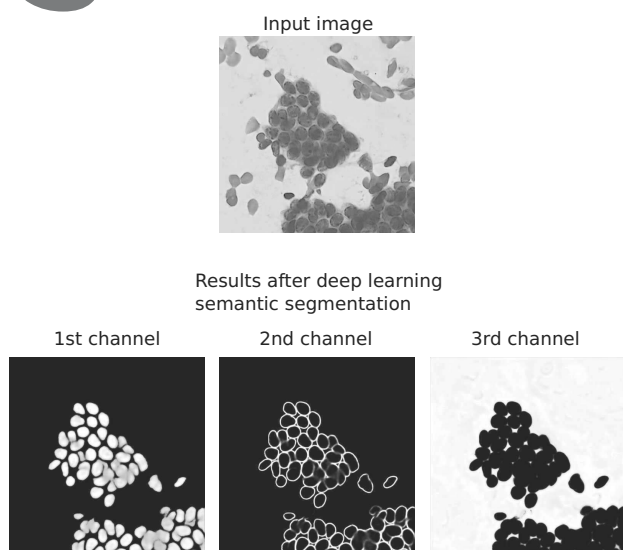 Input image
Results after deep learning
semantic segmentation
1st channel
2nd channel
3rd channel